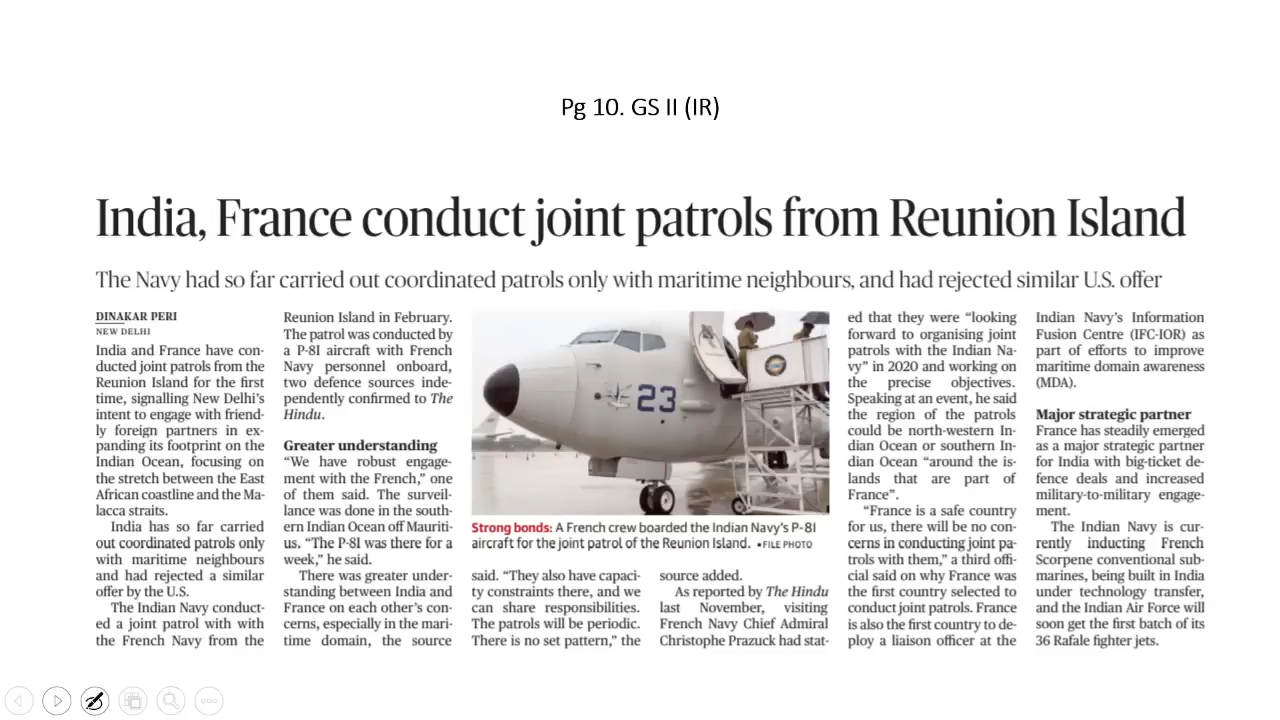 Pg 10. GS II (IR)
India, France conduct joint patrols from Reunion Island
The Navy had so far carried out coordinated patrols only with maritime neighbours, and had rejected similar U.S. offer
DINAKAR PERI
NEW DELHI
India and France have con-
ducted joint patrols from the
Reunion Island for the first
time, signalling New Delhi's
intent to engage with friend-
ly foreign partners in ex-
panding its footprint on the
Indian Ocean, focusing on
the stretch between the East
African coastline and the Ma-
lacca straits.
India has so far carried
out coordinated patrols only
with maritime neighbours
and had rejected a similar
offer by the U.S.
The Indian Navy conduct-
ed a joint patrol with with
the French Navy from the
Reunion Island in February.
The patrol was conducted by
a P-8I aircraft with French
Navy personnel onboard,
two defence sources inde-
pendently confirmed to The
Hindu.
Greater understanding
“We have robust engage-
ment with the French,” one
of them said. The surveil-
lance was done in the south-
ern Indian Ocean off Mauriti-
us. “The P-8I was there for a
week,” he said.
There was greater under-
standing between India and
France on each other's con-
cerns, especially in the mari-
time domain, the source
23
Strong bonds: A French crew boarded the Indian Navy's P-8I
aircraft for the joint patrol of the Reunion Island. •FILE PHOTO
said. “They also have capaci-
ty constraints there, and we
can share responsibilities.
The patrols will be periodic.
There is no set pattern,” the
source added.
As reported by The Hindu
last November, visiting
French Navy Chief Admiral
Christophe Prazuck had stat-
ed that they were “looking
forward to organising joint
patrols with the Indian Na-
vy” in 2020 and working on
the precise objectives.
Speaking at an event, he said
the region of the patrols
could be north-western In-
dian Ocean or southern In-
dian Ocean “around the is-
lands that are part of
France”.
“France is a safe country
for us, there will be no con-
cerns in conducting joint pa-
trols with them,” a third offi-
cial said on why France was
the first country selected to
conduct joint patrols. France
is also the first country to de-
ploy a liaison officer at the
Indian Navy's Information
Fusion Centre (IFC-IOR) as
part of efforts to improve
maritime domain awareness
(MDA).
Major strategic partner
France has steadily emerged
as a major strategic partner
for India with big-ticket de-
fence deals and increased
military-to-military engage-
ment.
The Indian Navy is cur-
rently inducting French
Scorpene conventional sub-
marines, being built in India
under technology transfer,
and the Indian Air Force will
soon get the first batch of its
36 Rafale fighter jets.